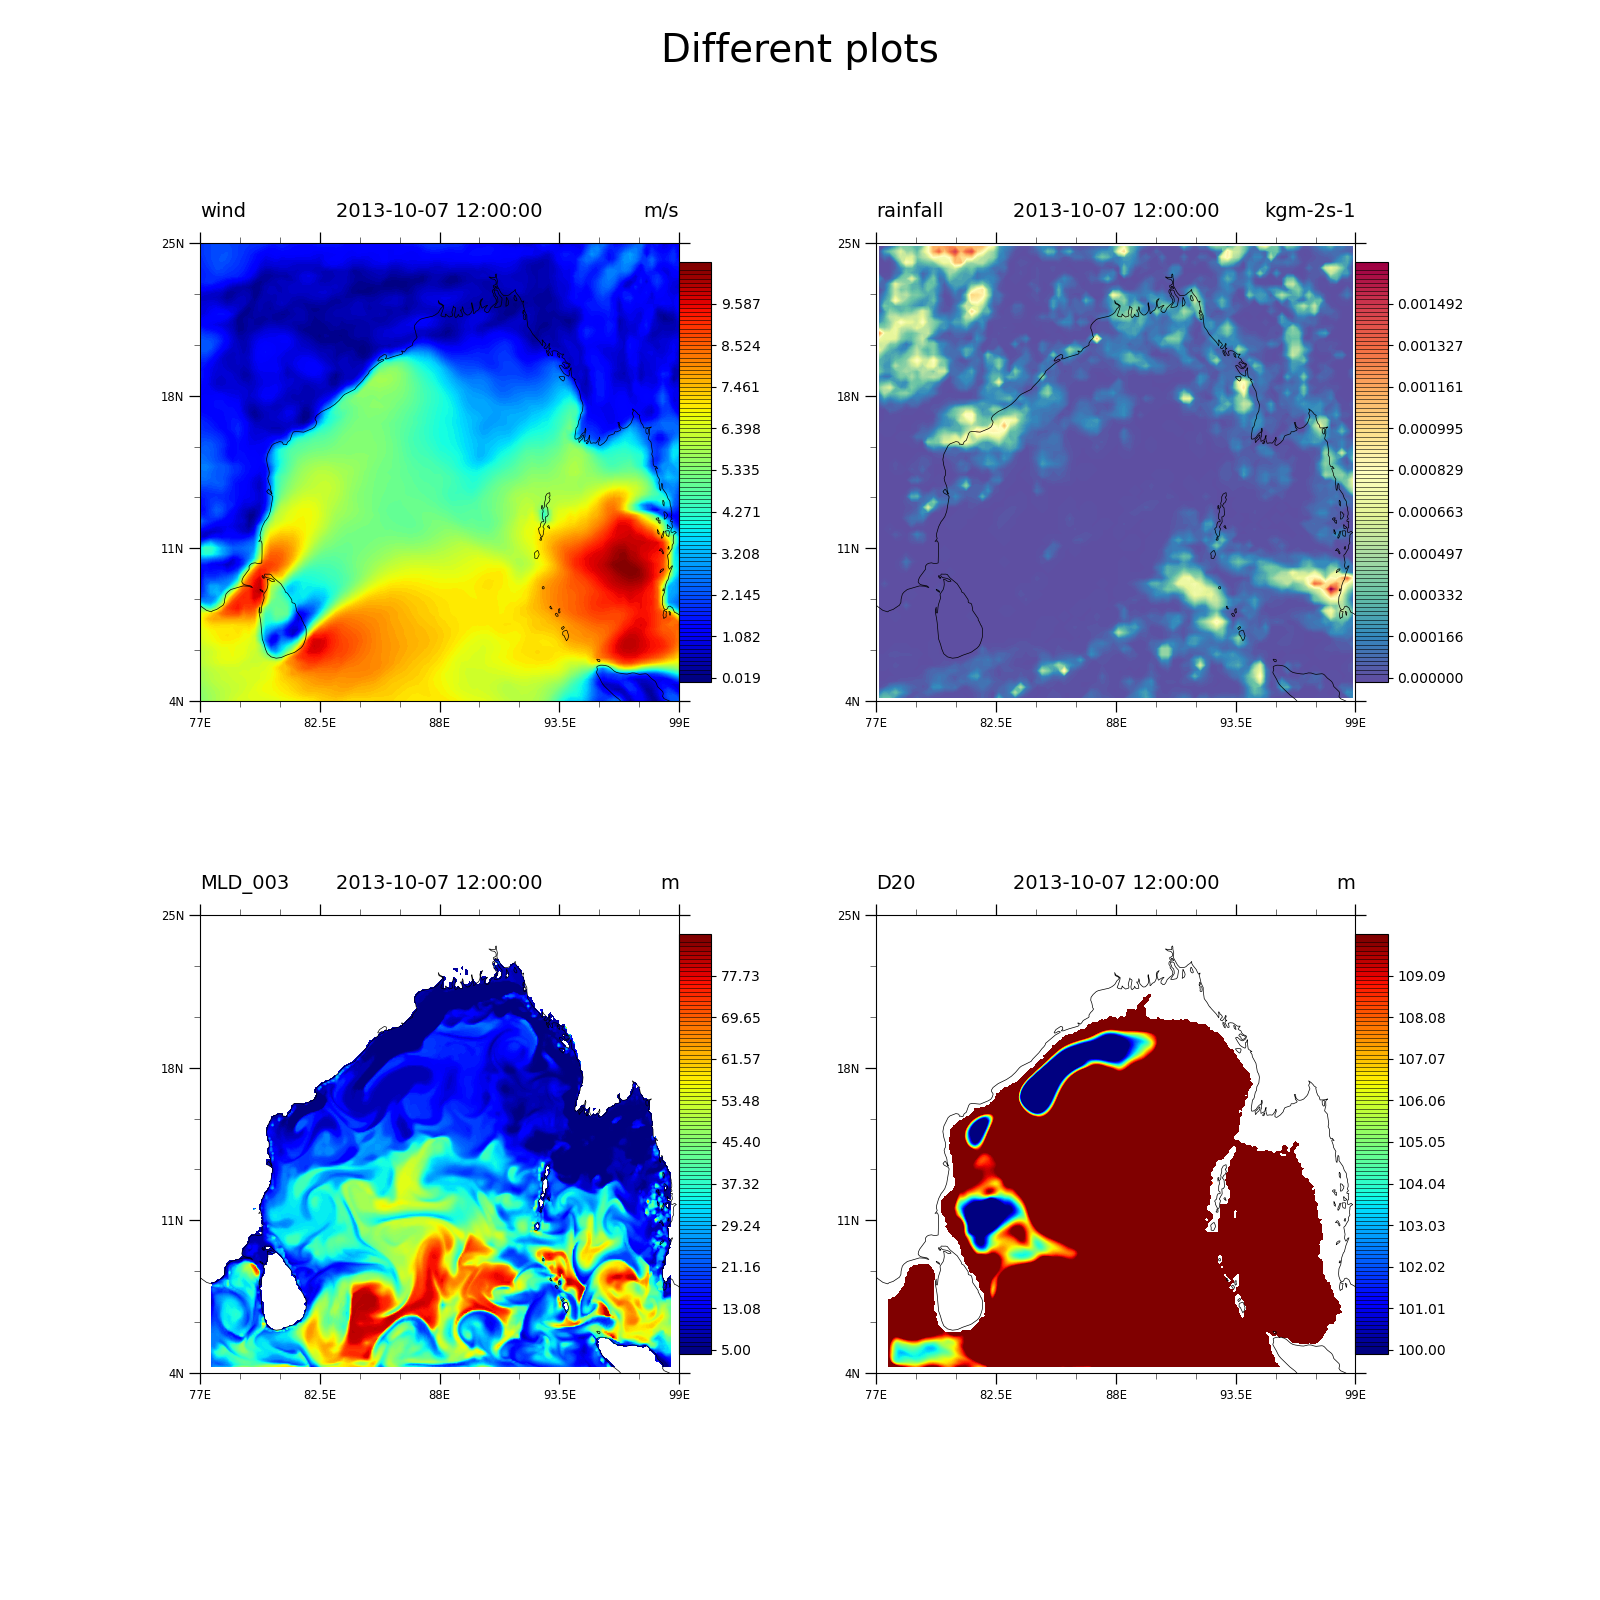 Different plots
wind 2013-10-07 12:00:00 m/s
25N
18N
11N
4N
77E 82.5E 88E 93.5E 99E
9.587
8.524
7.461
6.398
5.335
4.271
3.208
2.145
1.082
0.019
rainfall 2013-10-07 12:00:00 kgm-2s-1
25N
18N
11N
4N
77E 82.5E 88E 93.5E 99E
0.001492
0.001327
0.001161
0.000995
0.000829
0.000663
0.000497
0.000332
0.000166
0.000000
MLD_003 2013-10-07 12:00:00 m
25N
18N
11N
4N
77E 82.5E 88E 93.5E 99E
77.73
69.65
61.57
53.48
45.40
37.32
29.24
21.16
13.08
5.00
D20 2013-10-07 12:00:00 m
25N
18N
11N
4N
77E 82.5E 88E 93.5E 99E
109.09
108.08
107.07
106.06
105.05
104.04
103.03
102.02
101.01
100.00